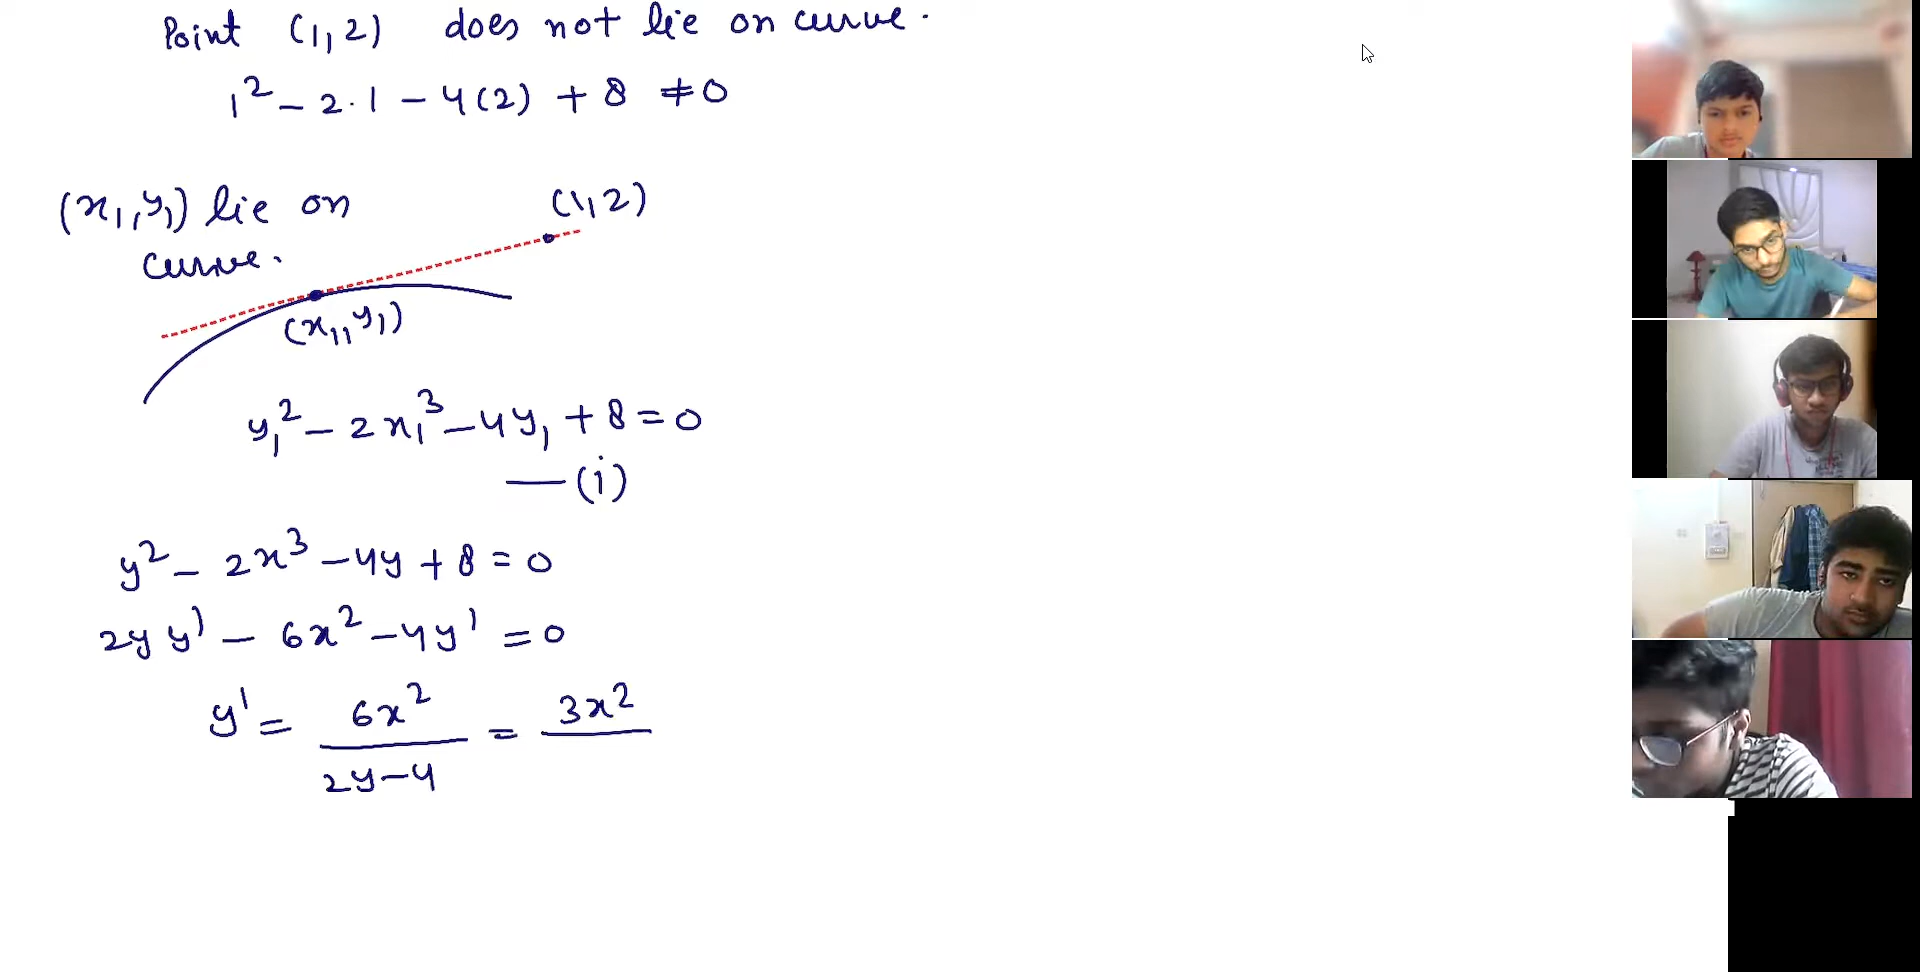 Point (1,2) does not lie on curve.
1² - 2·1 - 4(2) + 8 ≠ 0
(x₁,y₁) lie on
curve.
(1,2)
(x₁,y₁)
y₁² - 2x₁³ - 4y₁ + 8 = 0
—(i)
y² - 2x³ - 4y + 8 = 0
2y y' - 6x² - 4y' = 0
y' = 6x² / 2y-4 = 3x²